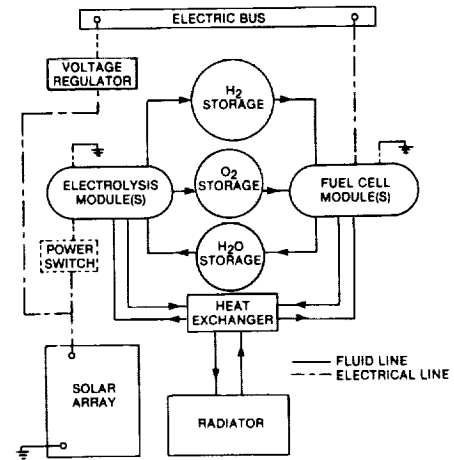 ELECTRIC BUS
VOLTAGE
REGULATOR
H2
STORAGE
ELECTROLYSIS
MODULE(S)
O2
STORAGE
FUEL CELL
MODULE(S)
POWER
SWITCH
H2O
STORAGE
HEAT
EXCHANGER
SOLAR
ARRAY
RADIATOR
FLUID LINE
ELECTRICAL LINE